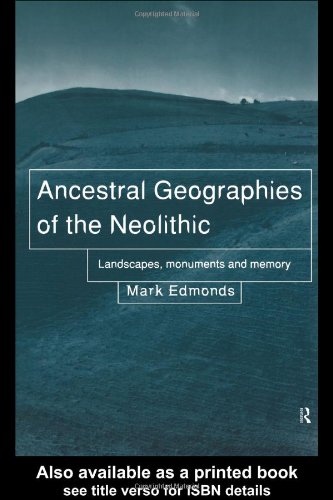 Ancestral Geographies
of the Neolithic
Landscapes, monuments and memory
Mark Edmonds
Also available as a printed book
see title verso for ISBN details